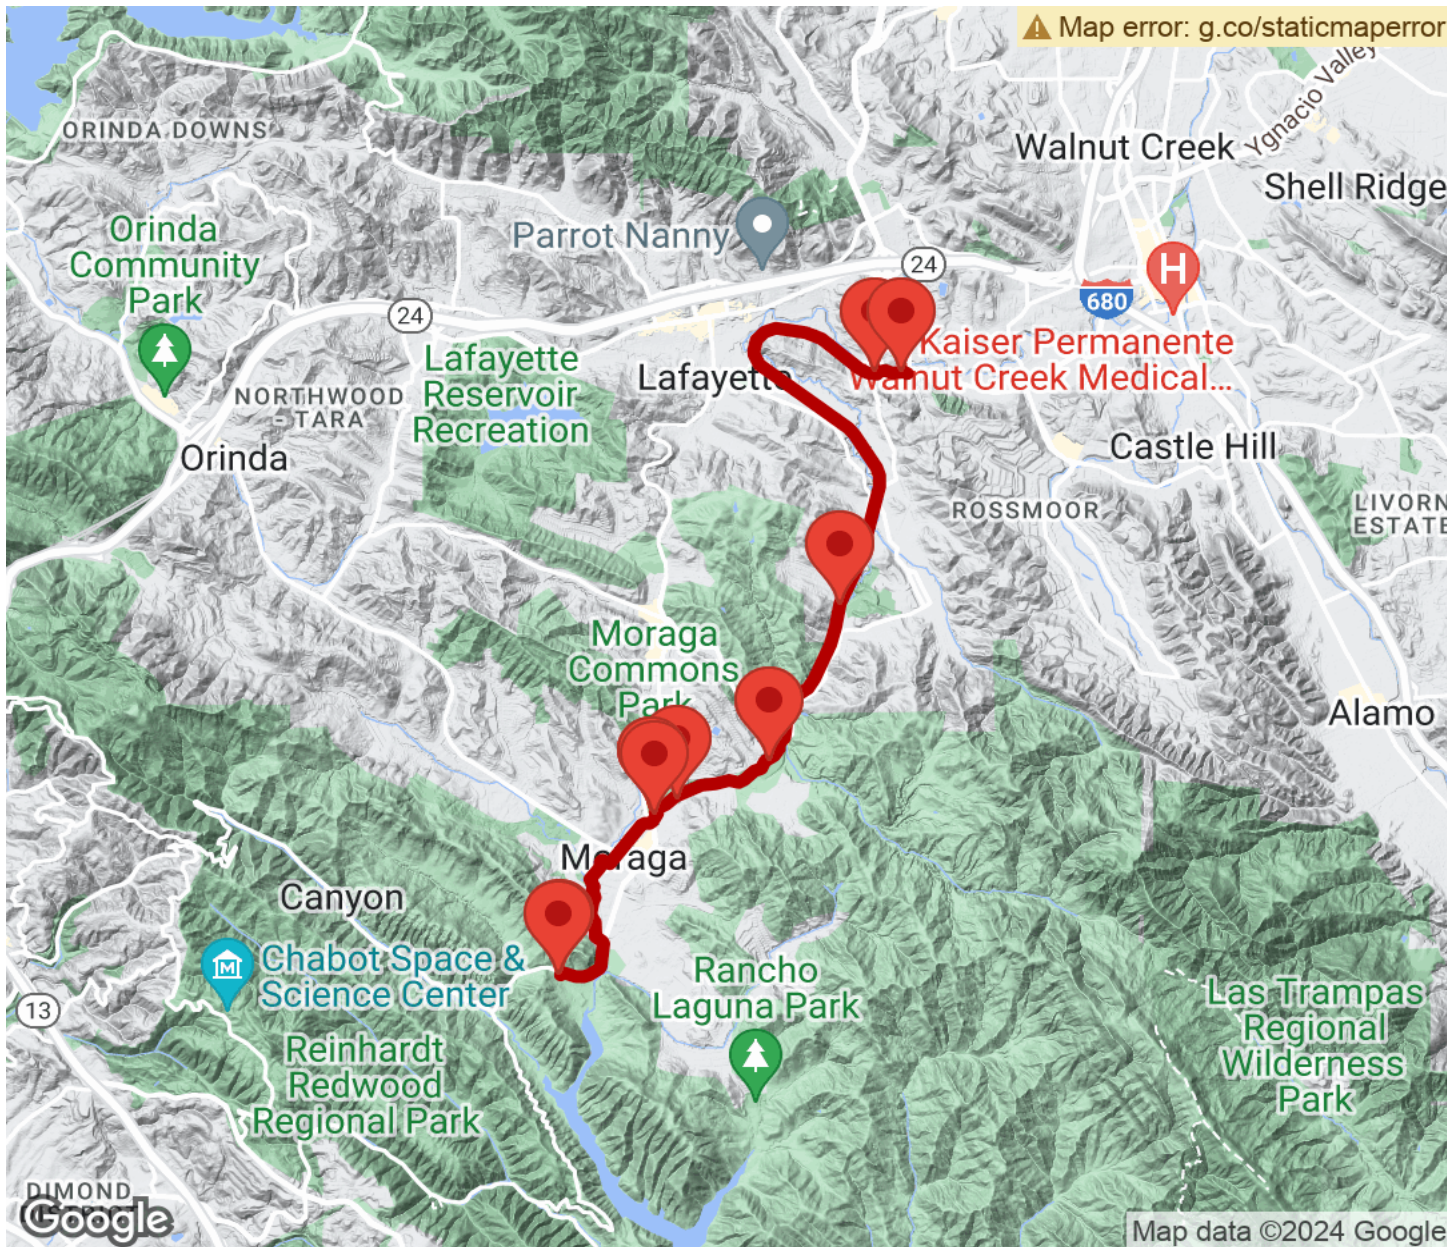 Map error: g.co/staticmaperror
Ygnacio Valley
ORINDA DOWNS
Walnut Creek
Shell Ridge
Orinda
Community
Park
Parrot Nanny
24
H
680
24
Kaiser Permanente
Walnut Creek Medical...
Lafayette
Lafayette
Reservoir
Recreation
NORTHWOOD
- TARA
Orinda
Castle Hill
ROSSMOOR
LIVORN
ESTATE
Moraga
Commons
Park
Alamo
Moraga
Canyon
Chabot Space &
Science Center
M
13
Rancho
Laguna Park
Las Trampas
Regional
Wilderness
Park
Reinhardt
Redwood
Regional Park
DIMOND
Google
Map data ©2024 Google